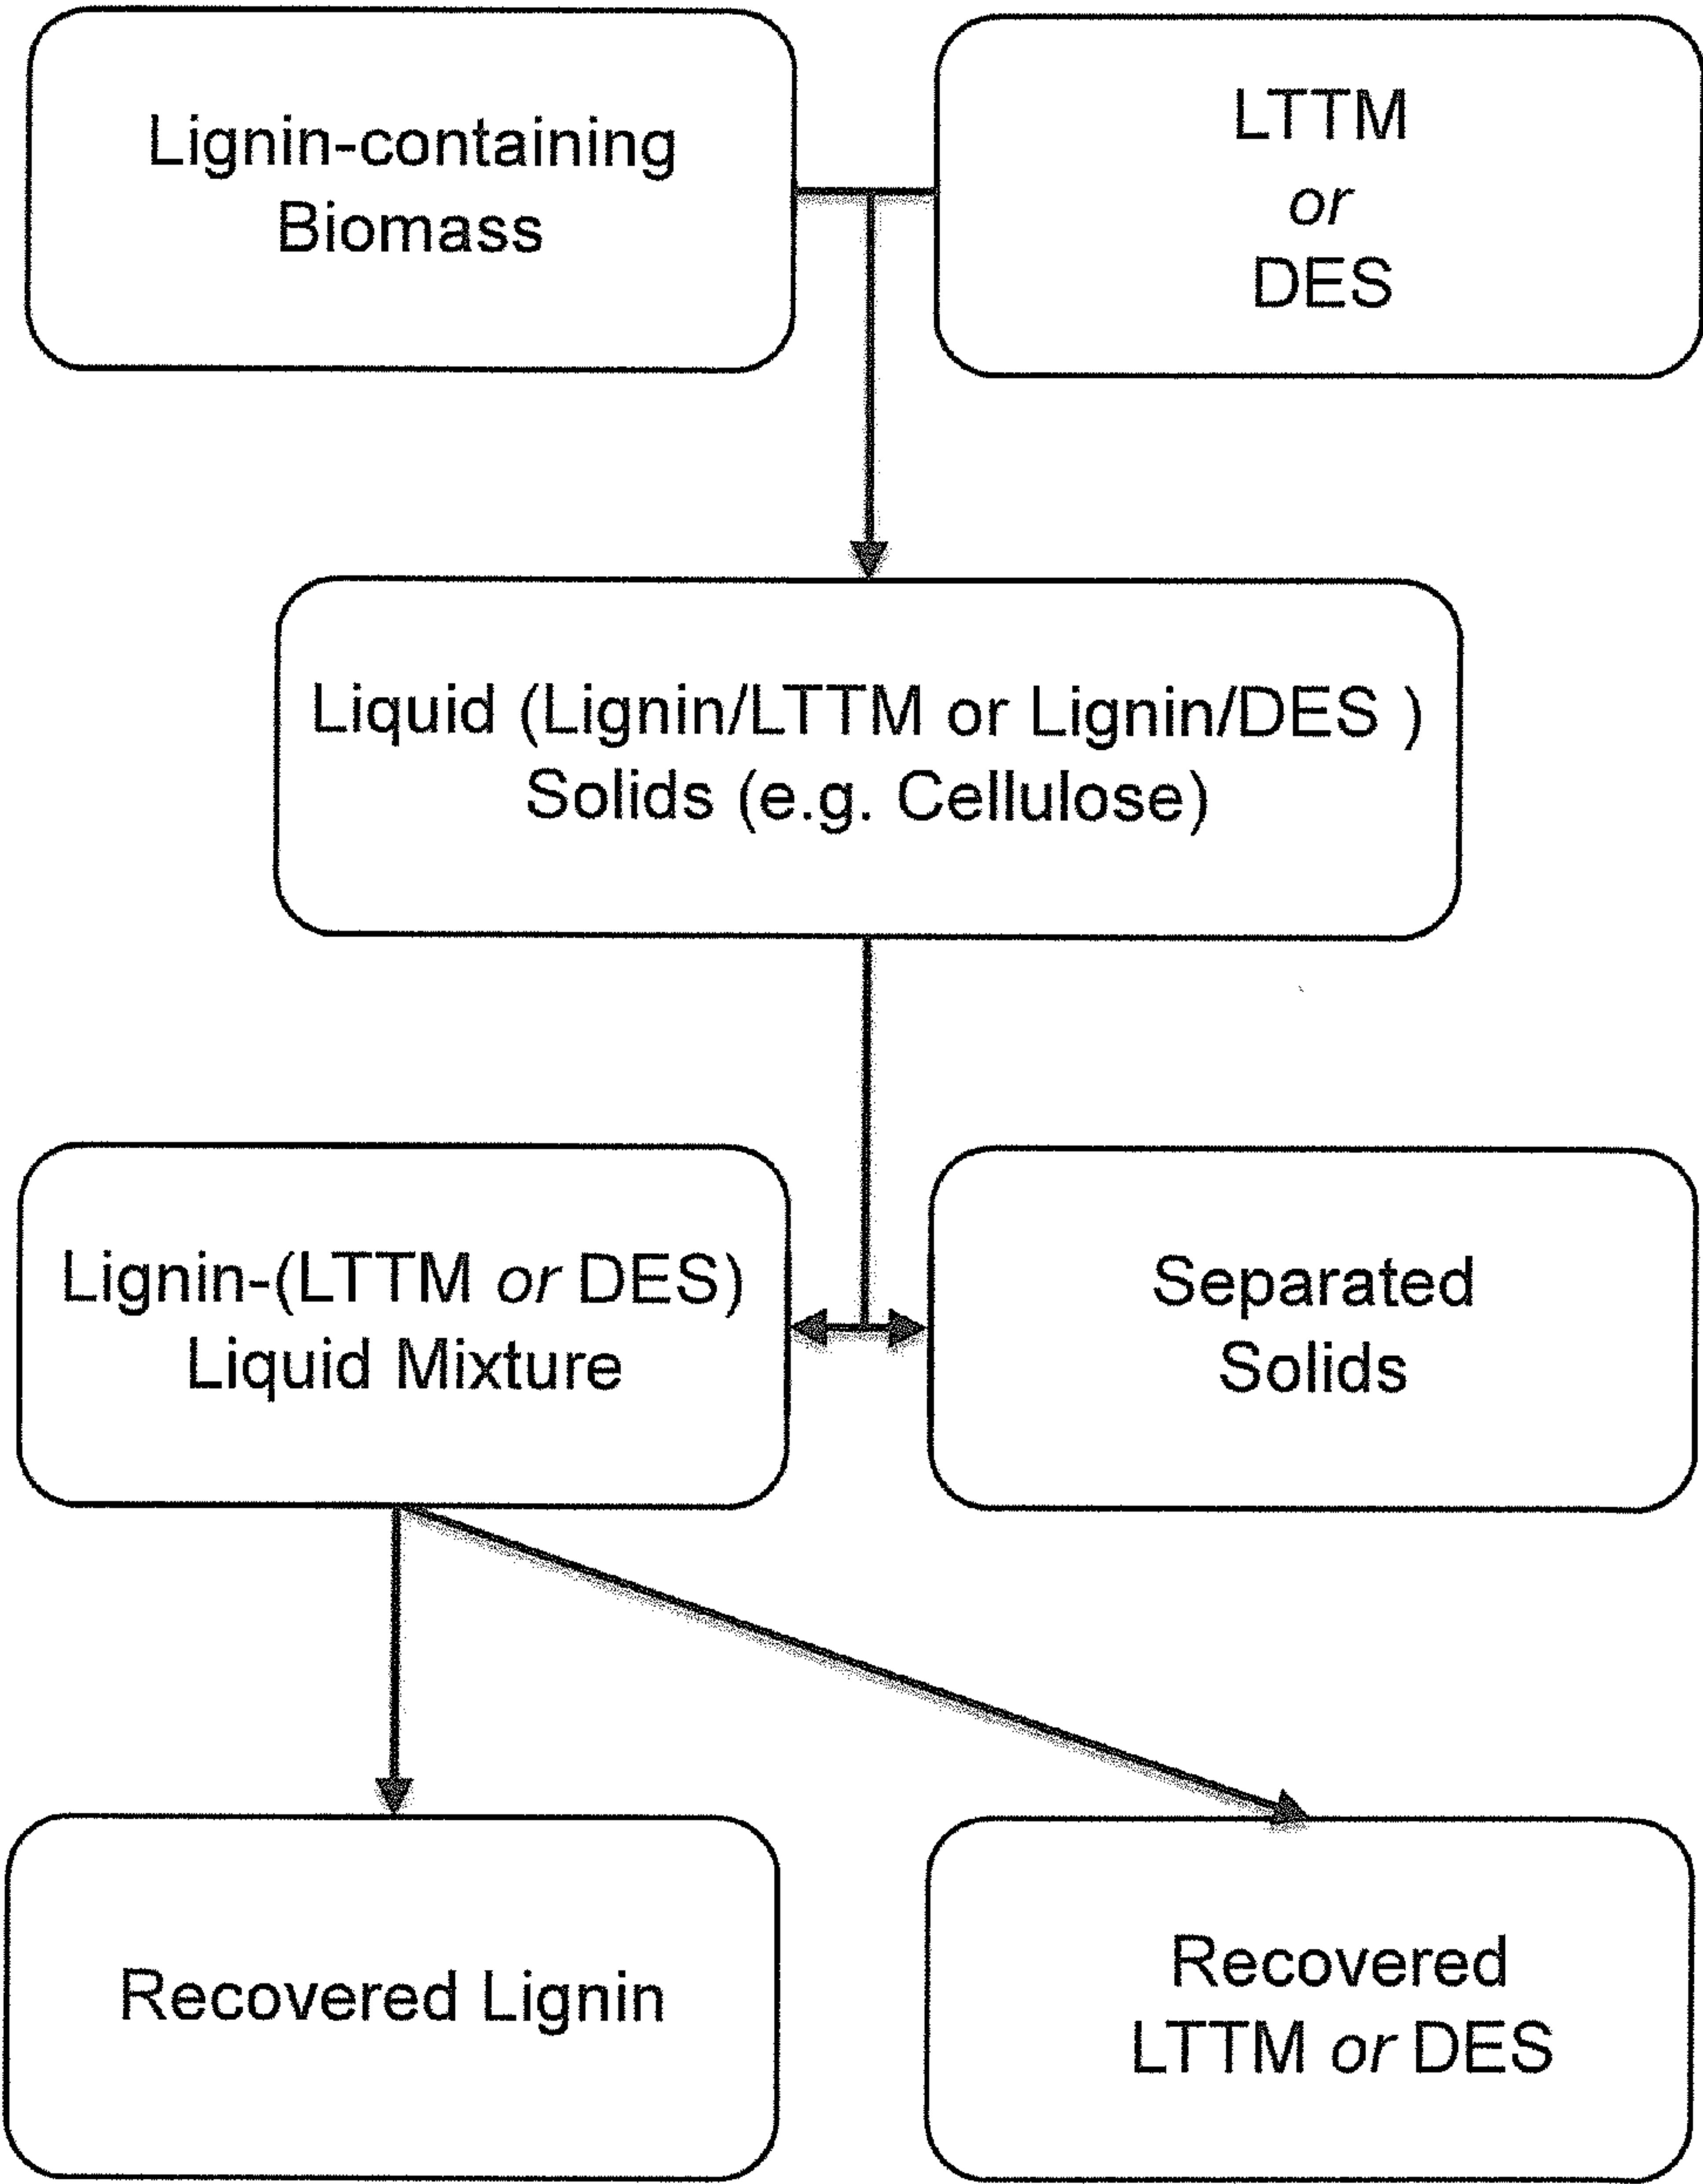 Lignin-containing
Biomass
LTTM
or
DES
Liquid (Lignin/LTTM or Lignin/DES )
Solids (e.g. Cellulose)
Lignin-(LTTM or DES)
Liquid Mixture
Separated
Solids
Recovered Lignin
Recovered
LTTM or DES